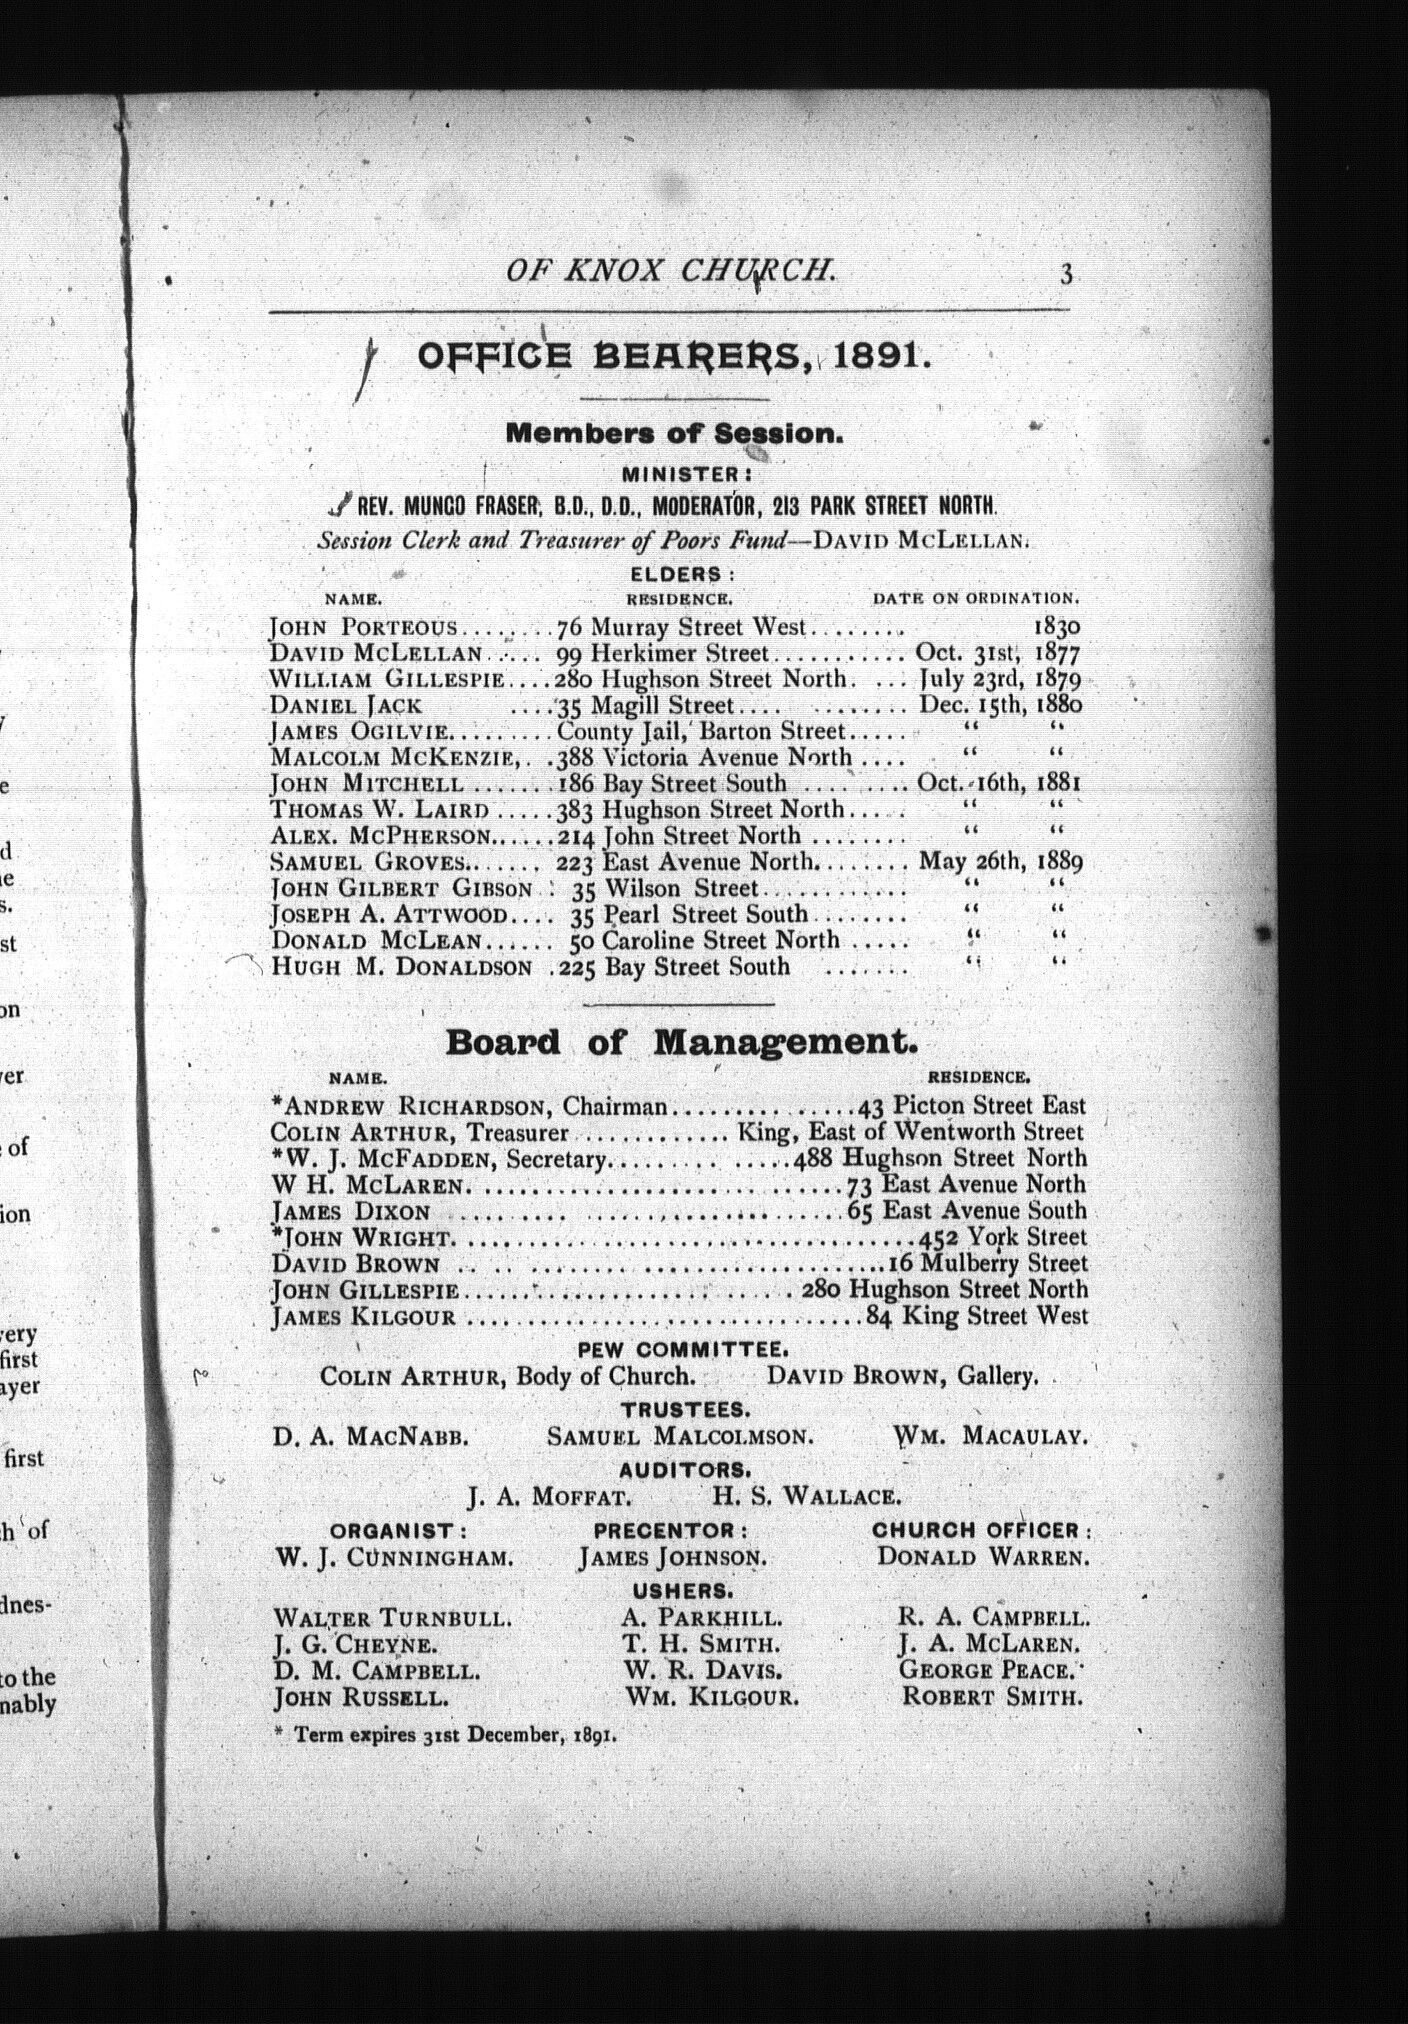 OF KNOX CHURCH. 3
OFFICE BEARERS, 1891.
Members of Session.
MINISTER:
REV. MUNGO FRASER, B.D., D.D., MODERATOR, 213 PARK STREET NORTH.
Session Clerk and Treasurer of Poors Fund—DAVID MCLELLAN.
ELDERS:
NAME. RESIDENCE. DATE ON ORDINATION.
JOHN PORTEOUS........76 Murray Street West........ 1830
DAVID MCLELLAN ..... 99 Herkimer Street........... Oct. 31st, 1877
WILLIAM GILLESPIE....280 Hughson Street North. ... July 23rd, 1879
DANIEL JACK ....35 Magill Street.... ........ Dec. 15th, 1880
JAMES OGILVIE.........County Jail, Barton Street..... “ “
MALCOLM MCKENZIE,. .388 Victoria Avenue North .... “ “
JOHN MITCHELL .......186 Bay Street South ......... Oct. 16th, 1881
THOMAS W. LAIRD .....383 Hughson Street North..... “ “
ALEX. MCPHERSON......214 John Street North ........ “ “
SAMUEL GROVES....... 223 East Avenue North........ May 26th, 1889
JOHN GILBERT GIBSON : 35 Wilson Street............ “ “
JOSEPH A. ATTWOOD.... 35 Pearl Street South ........ “ “
DONALD MCLEAN...... 50 Caroline Street North ..... “ “
HUGH M. DONALDSON .225 Bay Street South ....... “ “
Board of Management.
NAME. RESIDENCE.
*ANDREW RICHARDSON, Chairman..............43 Picton Street East
COLIN ARTHUR, Treasurer ............ King, East of Wentworth Street
*W. J. MCFADDEN, Secretary......... .....488 Hughson Street North
W H. MCLAREN. ............................73 East Avenue North
JAMES DIXON ......... .....................65 East Avenue South
*JOHN WRIGHT. ...................................452 York Street
DAVID BROWN .. .. ........ ...................16 Mulberry Street
JOHN GILLESPIE..................... ......280 Hughson Street North
JAMES KILGOUR ...............................84 King Street West
PEW COMMITTEE.
COLIN ARTHUR, Body of Church. DAVID BROWN, Gallery.
TRUSTEES.
D. A. MACNABB. SAMUEL MALCOLMSON. WM. MACAULAY.
AUDITORS.
J. A. MOFFAT. H. S. WALLACE.
ORGANIST: PRECENTOR: CHURCH OFFICER:
W. J. CUNNINGHAM. JAMES JOHNSON. DONALD WARREN.
USHERS.
WALTER TURNBULL. A. PARKHILL. R. A. CAMPBELL.
J. G. CHEYNE. T. H. SMITH. J. A. MCLAREN.
D. M. CAMPBELL. W. R. DAVIS. GEORGE PEACE.
JOHN RUSSELL. WM. KILGOUR. ROBERT SMITH.
* Term expires 31st December, 1891.